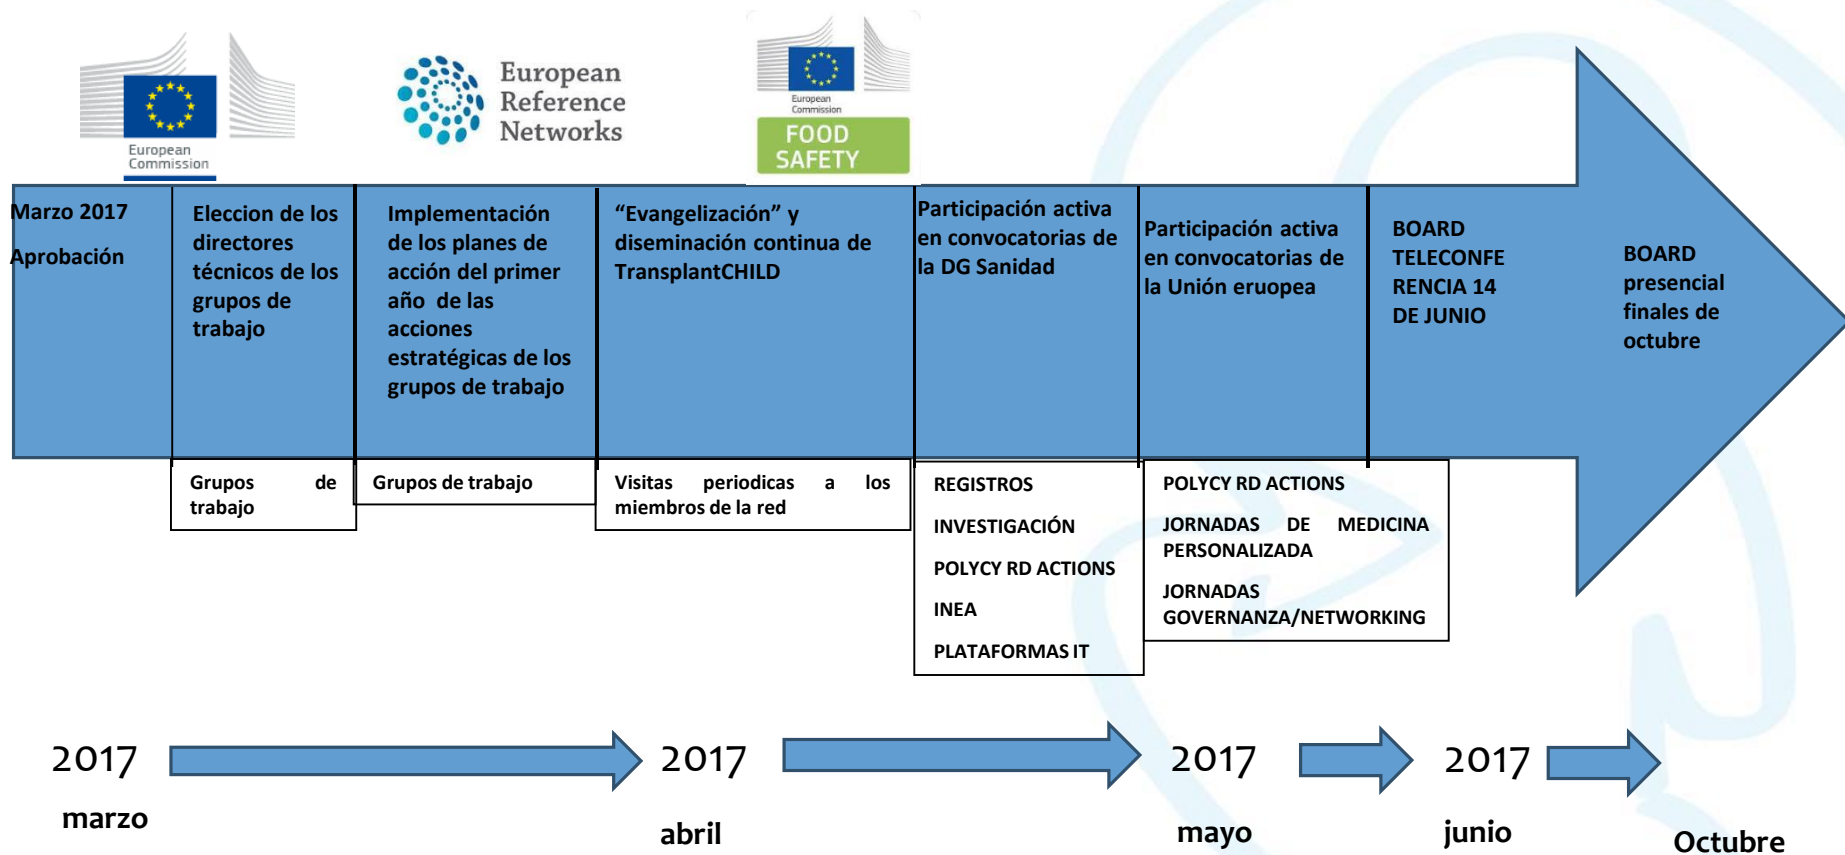 European
Commission
European
Reference
Networks
European
Commission
FOOD
SAFETY
Marzo 2017
Aprobación
Eleccion de los
directores
técnicos de los
grupos de
trabajo
Implementación
de los planes de
acción del primer
año de las
acciones
estratégicas de los
grupos de trabajo
“Evangelización” y
diseminación continua de
TransplantCHILD
Participación activa
en convocatorias de
la DG Sanidad
Participación activa
en convocatorias de
la Unión eruopea
BOARD
TELECONFE
RENCIA 14
DE JUNIO
BOARD
presencial
finales de
octubre
Grupos de
trabajo
Grupos de trabajo
Visitas periodicas a los
miembros de la red
REGISTROS
INVESTIGACIÓN
POLYCY RD ACTIONS
INEA
PLATAFORMAS IT
POLYCY RD ACTIONS
JORNADAS DE MEDICINA
PERSONALIZADA
JORNADAS
GOVERNANZA/NETWORKING
2017
marzo
2017
abril
2017
mayo
2017
junio
Octubre